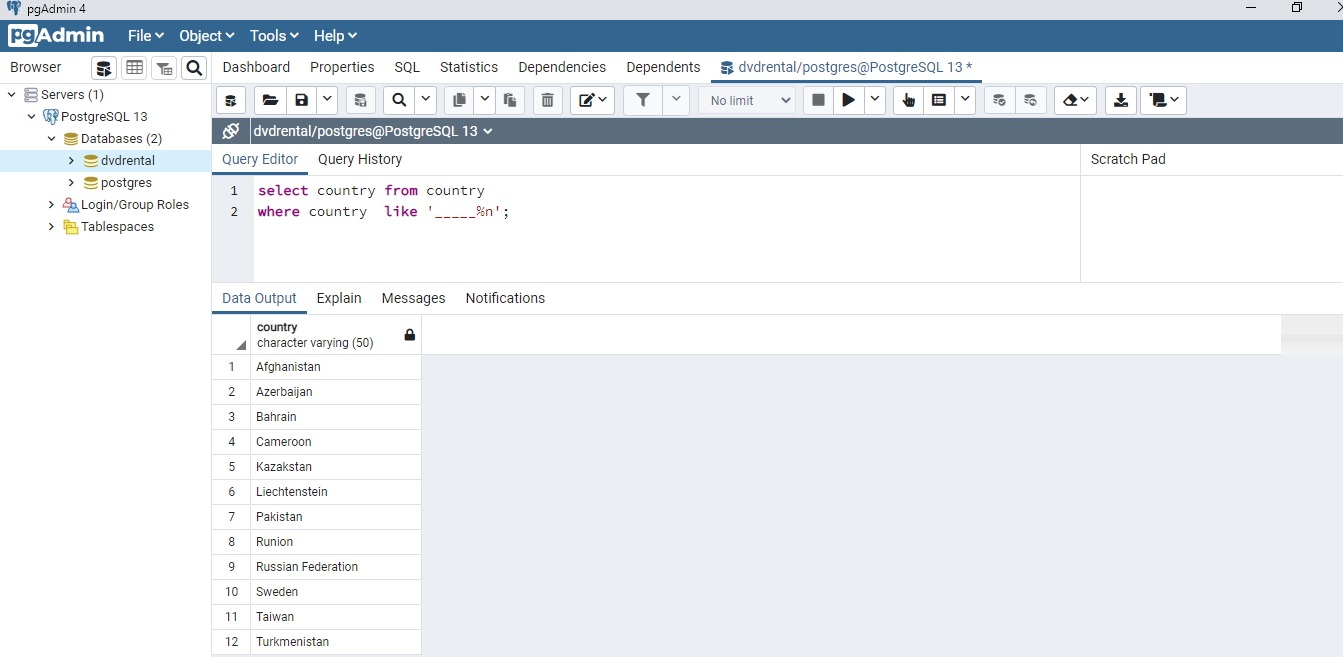 pgAdmin 4
pgAdmin File Object Tools Help
Browser Dashboard Properties SQL Statistics Dependencies Dependents dvdrental/postgres@PostgreSQL 13 *
Servers (1)
PostgreSQL 13
Databases (2)
dvdrental
postgres
Login/Group Roles
Tablespaces
No limit
dvdrental/postgres@PostgreSQL 13
Query Editor Query History Scratch Pad
1 select country from country
2 where country  like '_____%n';
Data Output Explain Messages Notifications
country
character varying (50)
1 Afghanistan
2 Azerbaijan
3 Bahrain
4 Cameroon
5 Kazakstan
6 Liechtenstein
7 Pakistan
8 Runion
9 Russian Federation
10 Sweden
11 Taiwan
12 Turkmenistan